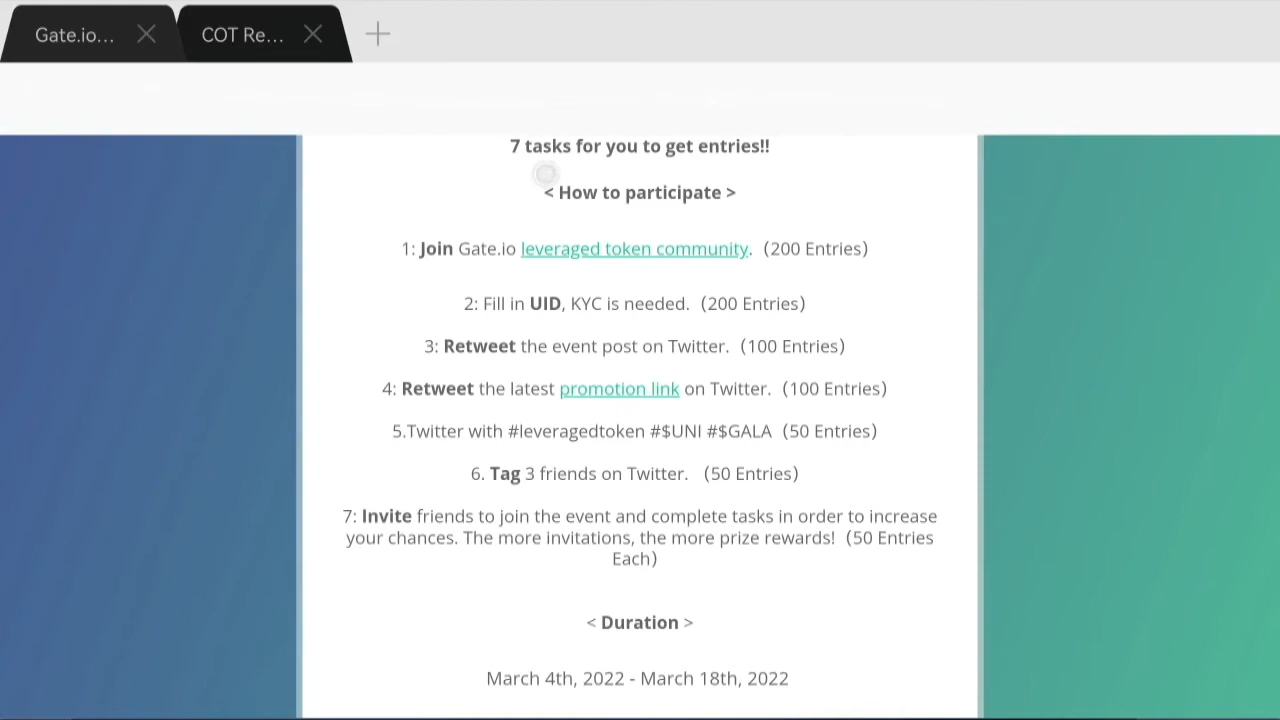 Gate.io...
COT Re...
7 tasks for you to get entries!!
< How to participate >
1: Join Gate.io leveraged token community. (200 Entries)
2: Fill in UID, KYC is needed. (200 Entries)
3: Retweet the event post on Twitter. (100 Entries)
4: Retweet the latest promotion link on Twitter. (100 Entries)
5.Twitter with #leveragedtoken #$UNI #$GALA (50 Entries)
6. Tag 3 friends on Twitter. (50 Entries)
7: Invite friends to join the event and complete tasks in order to increase
your chances. The more invitations, the more prize rewards! (50 Entries
Each)
< Duration >
March 4th, 2022 - March 18th, 2022